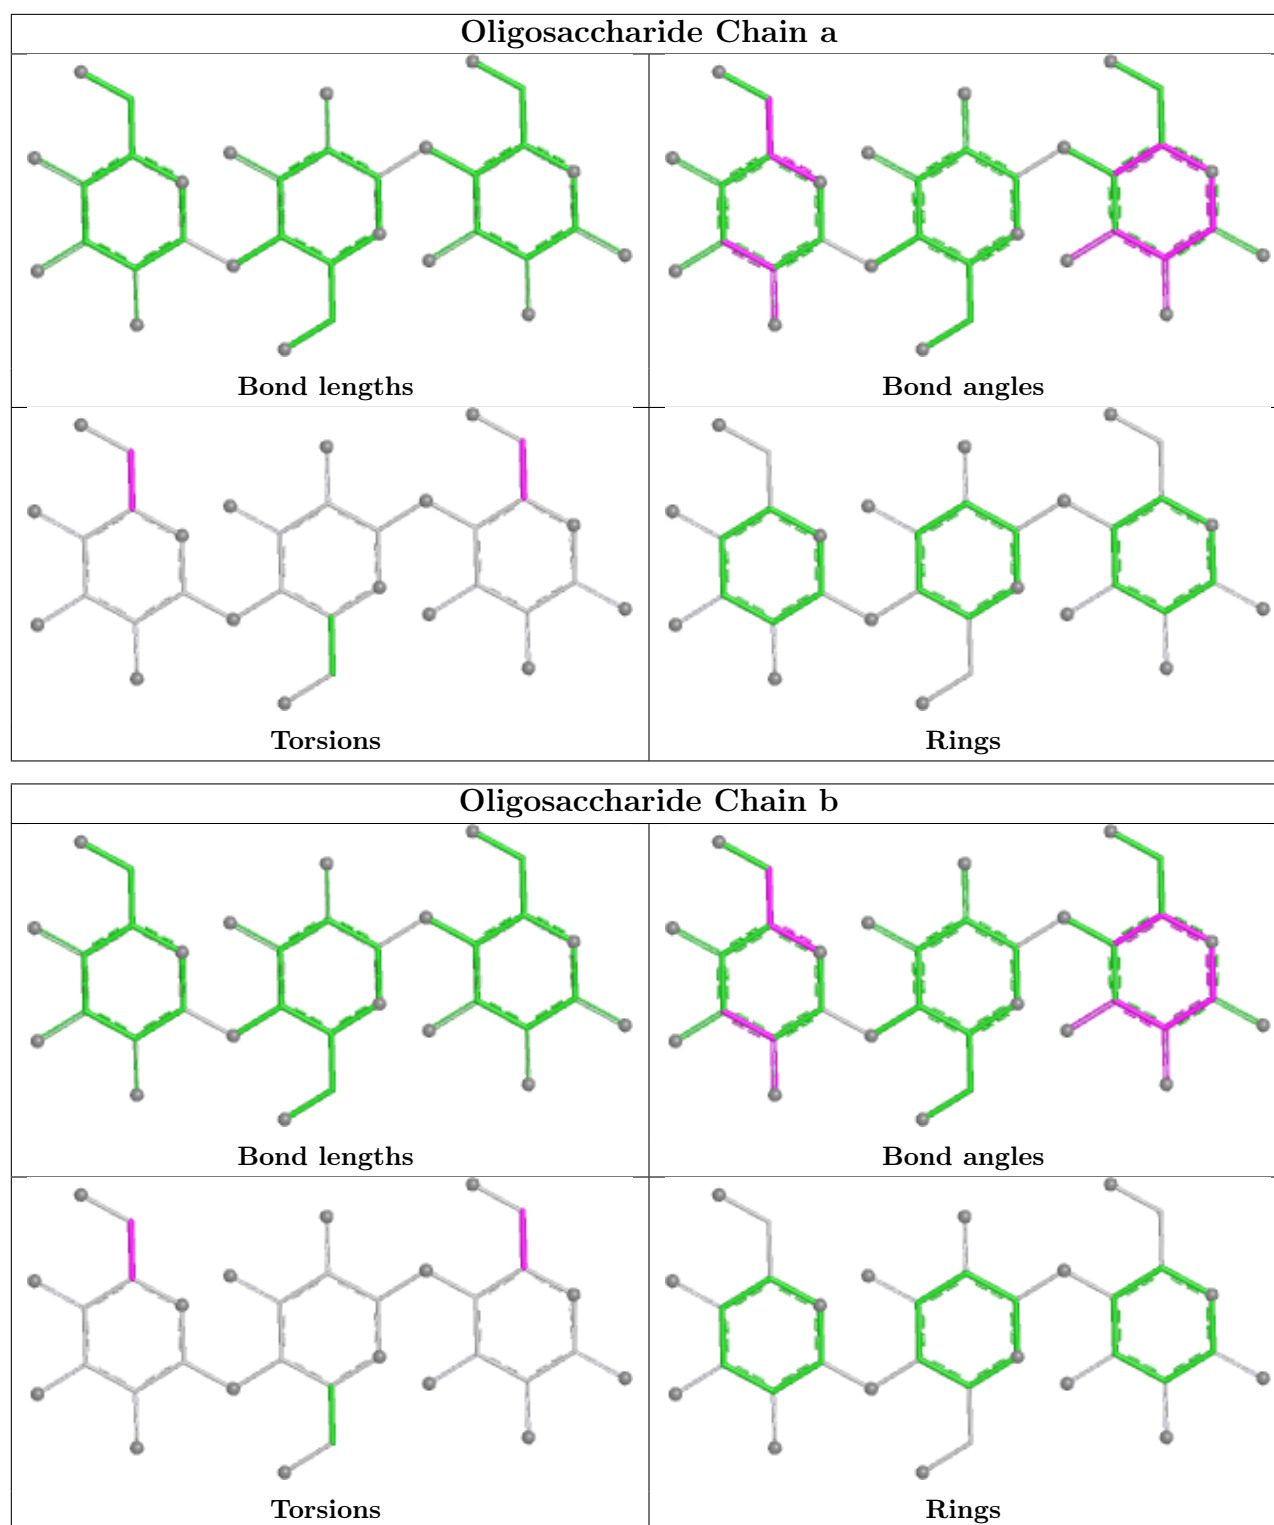 Oligosaccharide Chain a
Bond lengths
Bond angles
Torsions
Rings
Oligosaccharide Chain b
Bond lengths
Bond angles
Torsions
Rings